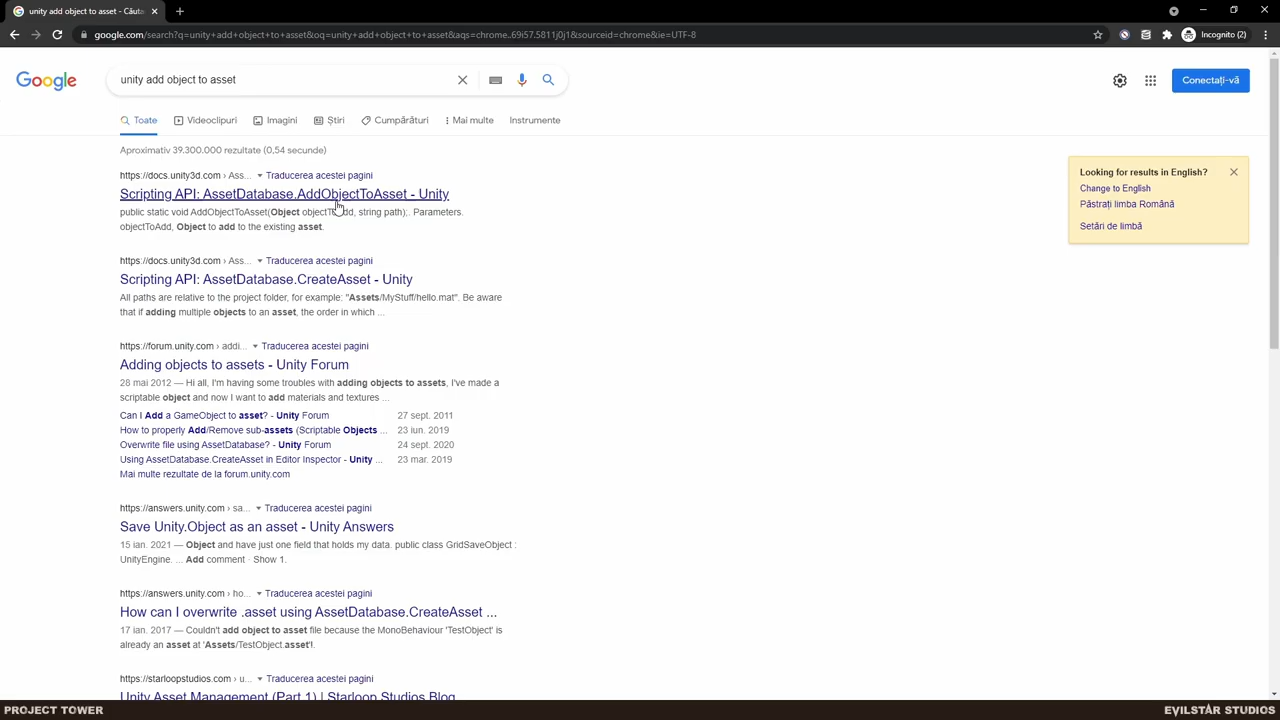 unity add object to asset - Căuta
Incognito (2)
google.com/search?q=unity+add+object+to+asset&oq=unity+add+object+to+asset&aqs=chrome..69i57.5811j0j1&sourceid=chrome&ie=UTF-8
Google
unity add object to asset
Conectați-vă
Toate
Videoclipuri
Imagini
Știri
Cumpărături
Mai multe
Instrumente
Aproximativ 39.300.000 rezultate (0,54 secunde)
https://docs.unity3d.com › Ass... Traducerea acestei pagini
Scripting API: AssetDatabase.AddObjectToAsset - Unity
public static void AddObjectToAsset(Object objectToAdd, string path);. Parameters.
objectToAdd, Object to add to the existing asset.
https://docs.unity3d.com › Ass... Traducerea acestei pagini
Scripting API: AssetDatabase.CreateAsset - Unity
All paths are relative to the project folder, for example: "Assets/MyStuff/hello.mat". Be aware
that if adding multiple objects to an asset, the order in which ...
https://forum.unity.com › addi... Traducerea acestei pagini
Adding objects to assets - Unity Forum
28 mai 2012 — Hi all, I'm having some troubles with adding objects to assets, I've made a
scriptable object and now I want to add materials and textures ...
Can I Add a GameObject to asset? - Unity Forum 27 sept. 2011
How to properly Add/Remove sub-assets (Scriptable Objects ... 23 iun. 2019
Overwrite file using AssetDatabase? - Unity Forum 24 sept. 2020
Using AssetDatabase.CreateAsset in Editor Inspector - Unity ... 23 mar. 2019
Mai multe rezultate de la forum.unity.com
https://answers.unity.com › sa... Traducerea acestei pagini
Save Unity.Object as an asset - Unity Answers
15 ian. 2021 — Object and have just one field that holds my data. public class GridSaveObject :
UnityEngine. ... Add comment · Show 1.
https://answers.unity.com › ho... Traducerea acestei pagini
How can I overwrite .asset using AssetDatabase.CreateAsset ...
17 ian. 2017 — Couldn't add object to asset file because the MonoBehaviour 'TestObject' is
already an asset at 'Assets/TestObject.asset'!.
https://starloopstudios.com › u... Traducerea acestei pagini
Unity Asset Management (Part 1) | Starloop Studios Blog
Looking for results in English?
Change to English
Păstrați limba Română
Setări de limbă
PROJECT TOWER
EVILSTAR STUDIOS